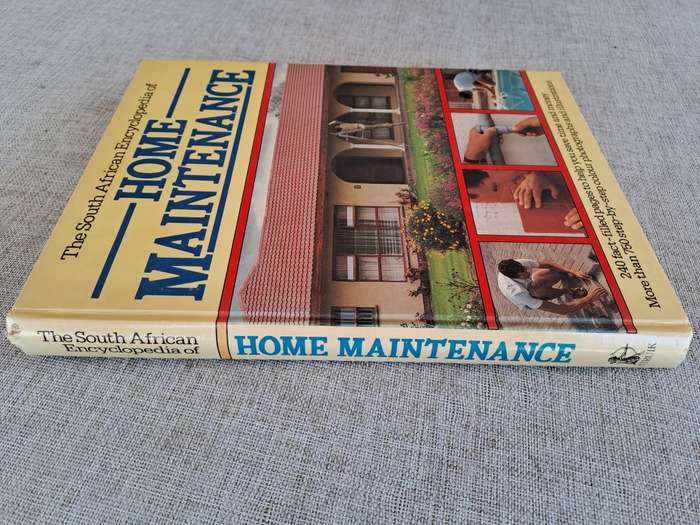 The South African Encyclopedia of
HOME
MAINTENANCE
240 fact-filled pages to help you save time and money
More than 750 step-by-step colour photographs and illustrations
The South African
Encyclopedia of
HOME MAINTENANCE